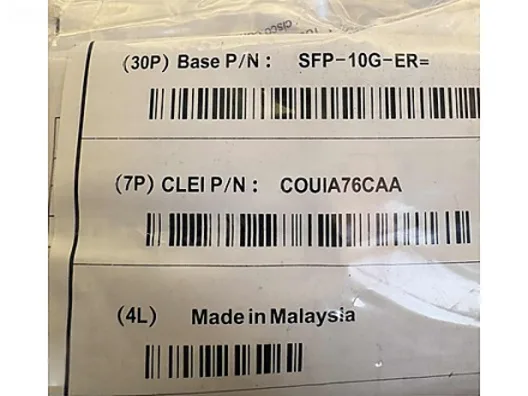 (30P) Base P/N : SFP-10G-ER=
(7P) CLEI P/N : COUIA76CAA
(4L) Made in Malaysia